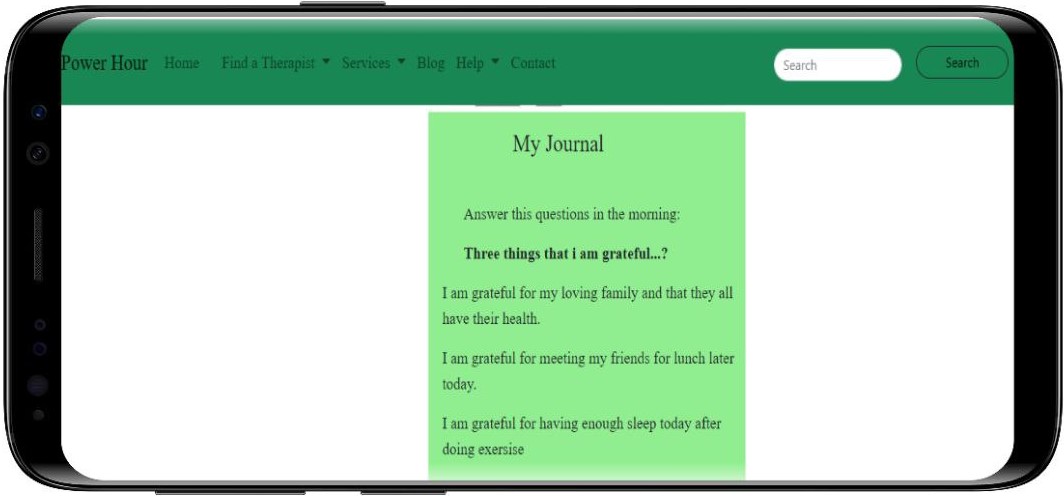 Power Hour Home Find a Therapist Services Blog Help Contact Search Search
My Journal
Answer this questions in the morning:
Three things that i am grateful...?
I am grateful for my loving family and that they all
have their health.
I am grateful for meeting my friends for lunch later
today.
I am grateful for having enough sleep today after
doing exersise